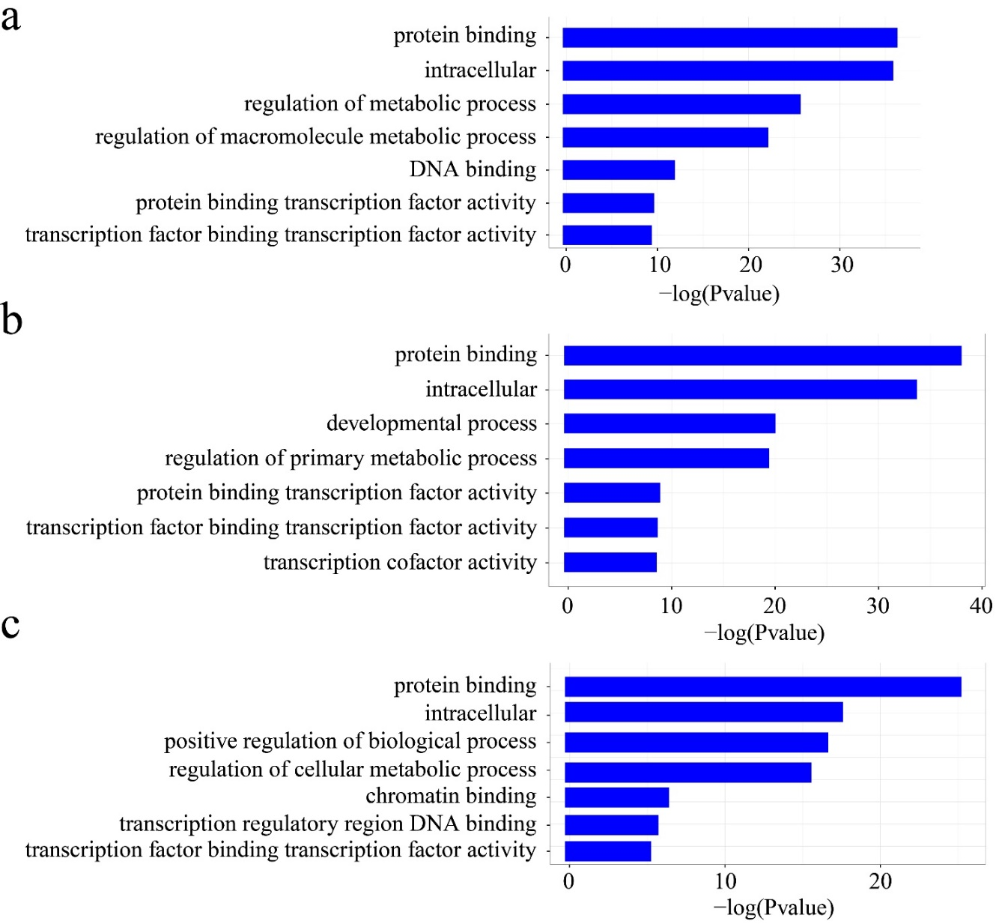 a
protein binding
intracellular
regulation of metabolic process
regulation of macromolecule metabolic process
DNA binding
protein binding transcription factor activity
transcription factor binding transcription factor activity
0 10 20 30
−log(Pvalue)
b
protein binding
intracellular
developmental process
regulation of primary metabolic process
protein binding transcription factor activity
transcription factor binding transcription factor activity
transcription cofactor activity
0 10 20 30 40
−log(Pvalue)
c
protein binding
intracellular
positive regulation of biological process
regulation of cellular metabolic process
chromatin binding
transcription regulatory region DNA binding
transcription factor binding transcription factor activity
0 10 20
−log(Pvalue)